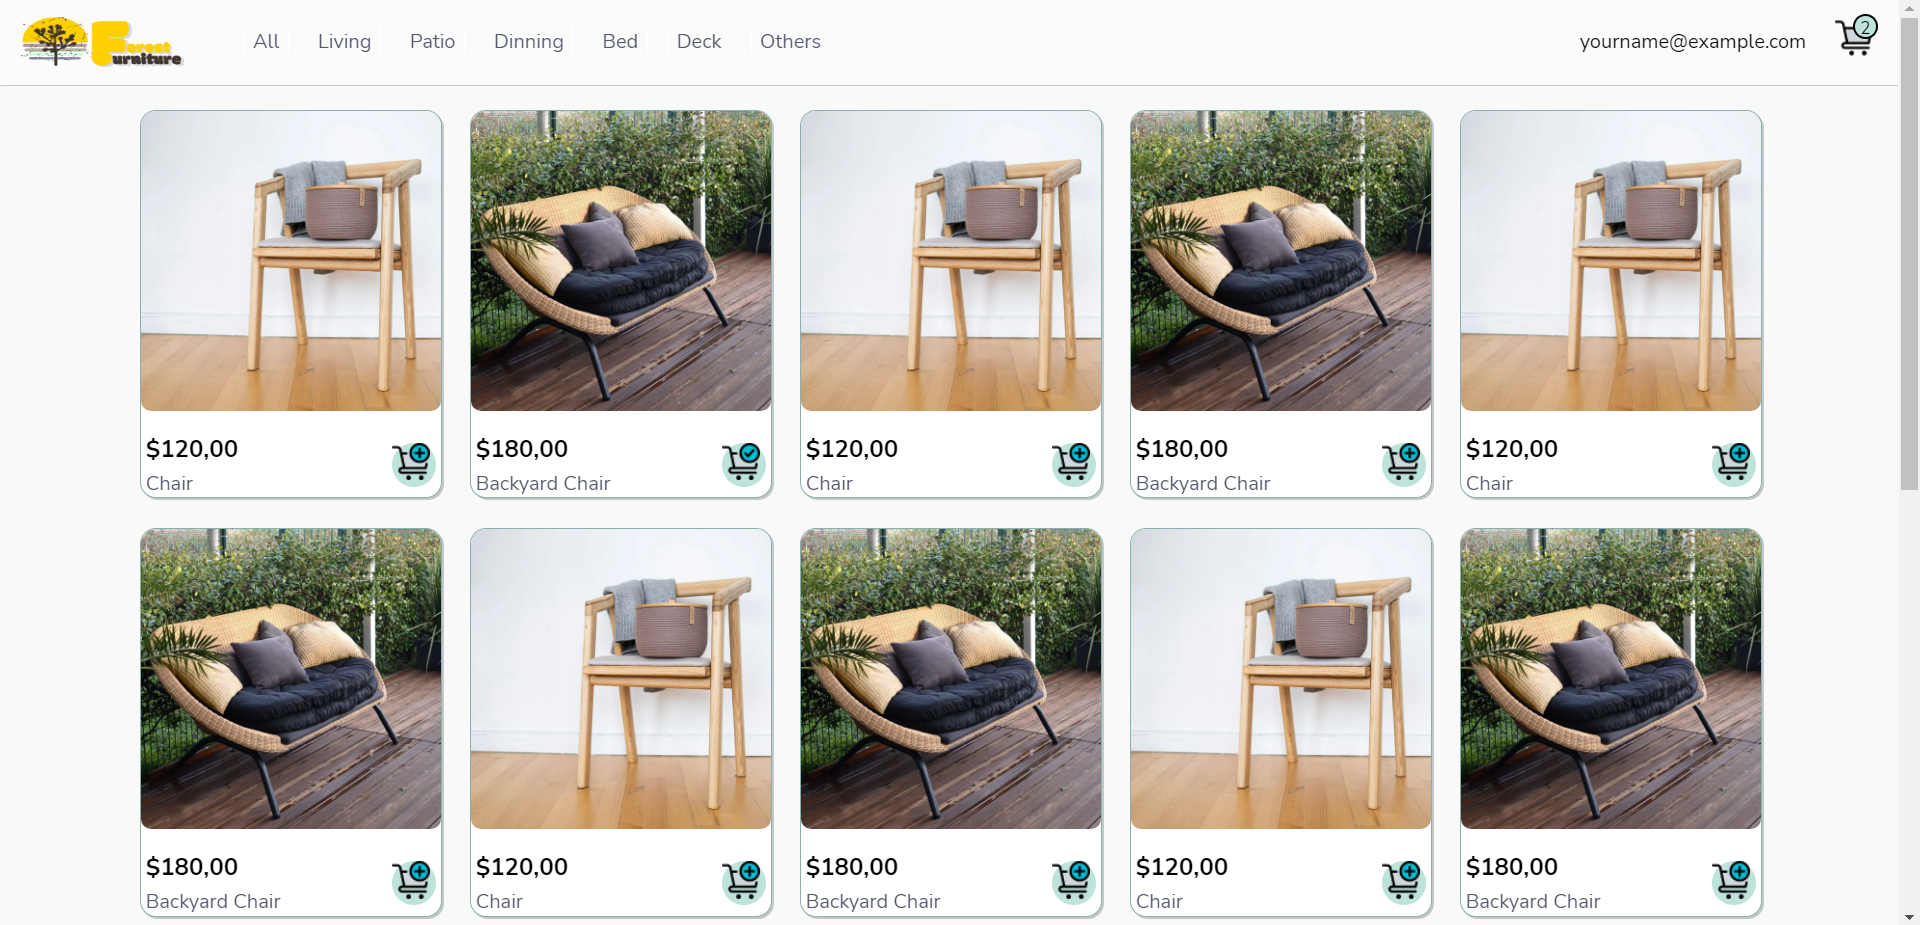 Forest
Furniture
All Living Patio Dinning Bed Deck Others
yourname@example.com
2
$120,00 $180,00 $120,00 $180,00 $120,00
Chair Backyard Chair Chair Backyard Chair Chair
$180,00 $120,00 $180,00 $120,00 $180,00
Backyard Chair Chair Backyard Chair Chair Backyard Chair